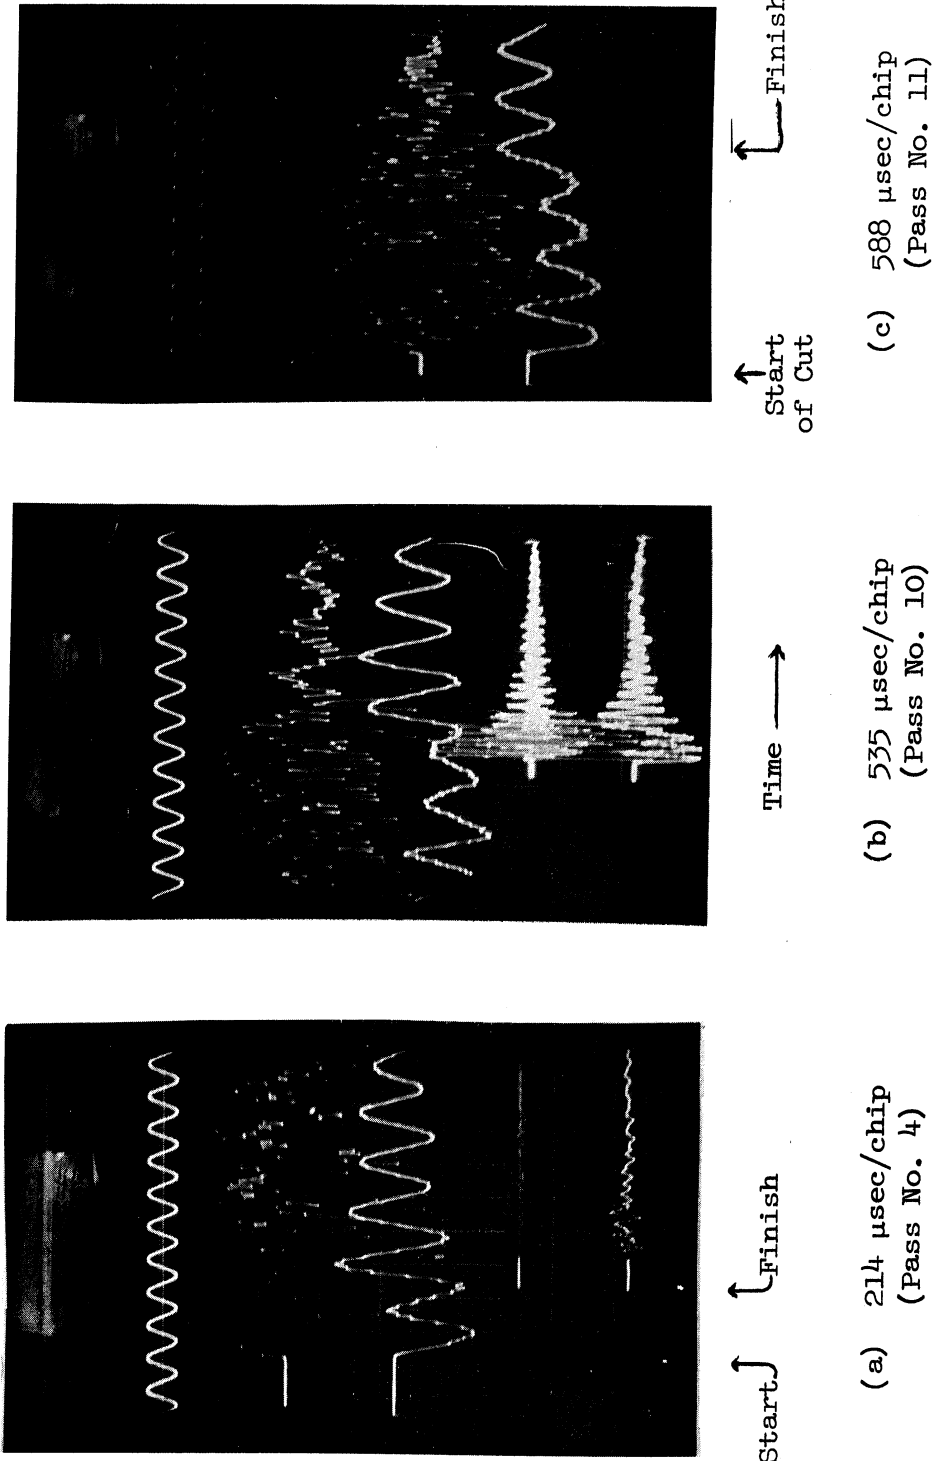 Start
Finish
(a) 214 μsec/chip
(Pass No. 4)
Time
(b) 535 μsec/chip
(Pass No. 10)
Start
of Cut
Finish
(c) 588 μsec/chip
(Pass No. 11)